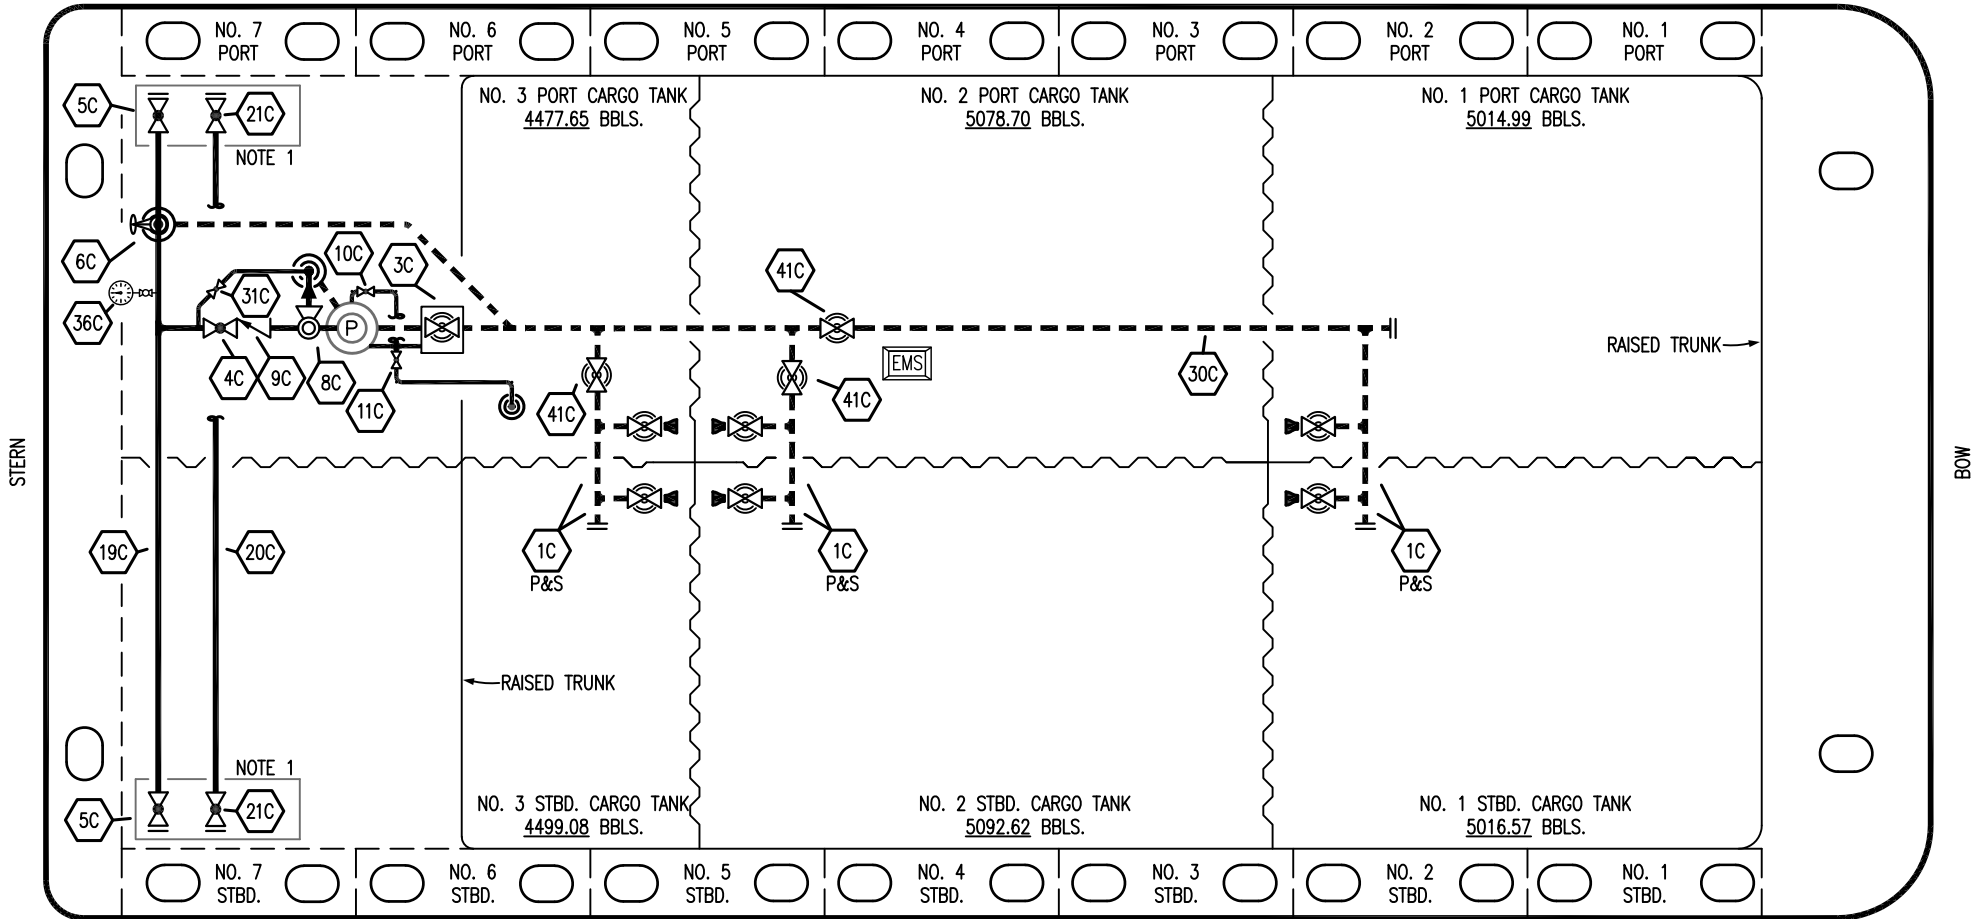 NO. 7
PORT
NO. 6
PORT
NO. 5
PORT
NO. 4
PORT
NO. 3
PORT
NO. 2
PORT
NO. 1
PORT
5C
21C
NOTE 1
NO. 3 PORT CARGO TANK
4477.65 BBLS.
NO. 2 PORT CARGO TANK
5078.70 BBLS.
NO. 1 PORT CARGO TANK
5014.99 BBLS.
6C
10C
3C
41C
36C
31C
P
RAISED TRUNK
EMS
30C
4C
9C
8C
11C
41C
41C
STERN
BOW
19C
20C
1C
P&S
1C
P&S
1C
P&S
RAISED TRUNK
NOTE 1
5C
21C
NO. 3 STBD. CARGO TANK
4499.08 BBLS.
NO. 2 STBD. CARGO TANK
5092.62 BBLS.
NO. 1 STBD. CARGO TANK
5016.57 BBLS.
NO. 7
STBD.
NO. 6
STBD.
NO. 5
STBD.
NO. 4
STBD.
NO. 3
STBD.
NO. 2
STBD.
NO. 1
STBD.